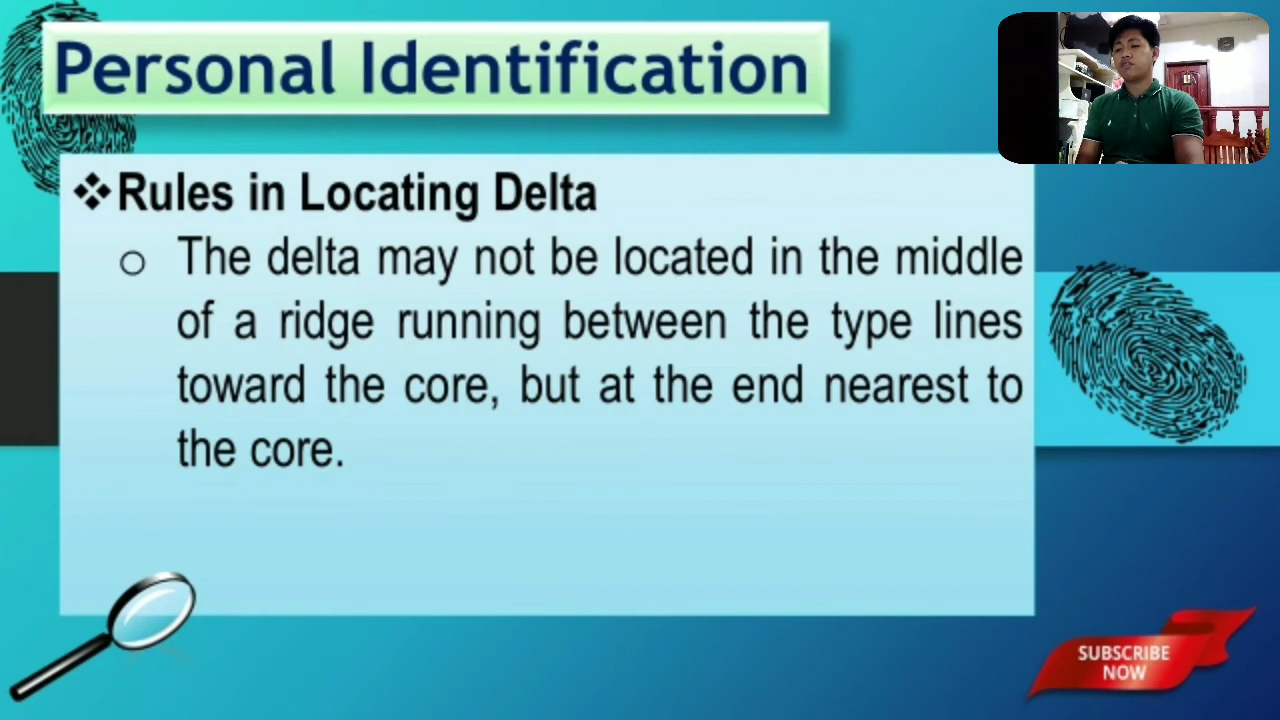 Personal Identification
❖Rules in Locating Delta
o The delta may not be located in the middle
of a ridge running between the type lines
toward the core, but at the end nearest to
the core.
SUBSCRIBE
NOW